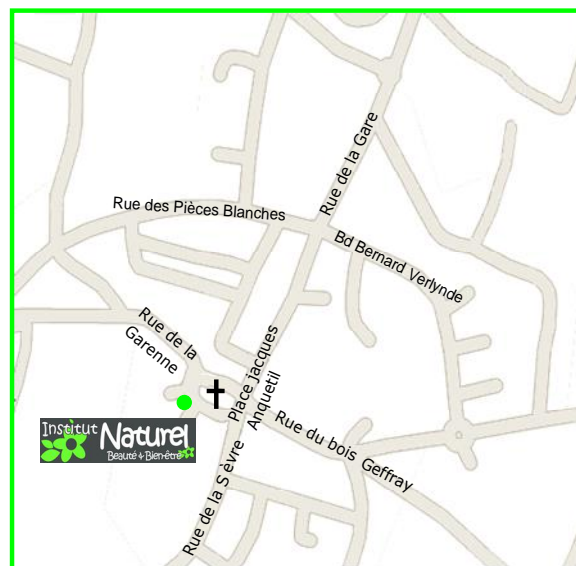 Rue de la Gare
Rue des Pièces Blanches
Bd Bernard Verlynde
Rue de la
Garenne
Place jacques
Anquetil
Rue du bois Geffray
Rue de la Sèvre
Institut
Naturel
Beauté & Bien-être